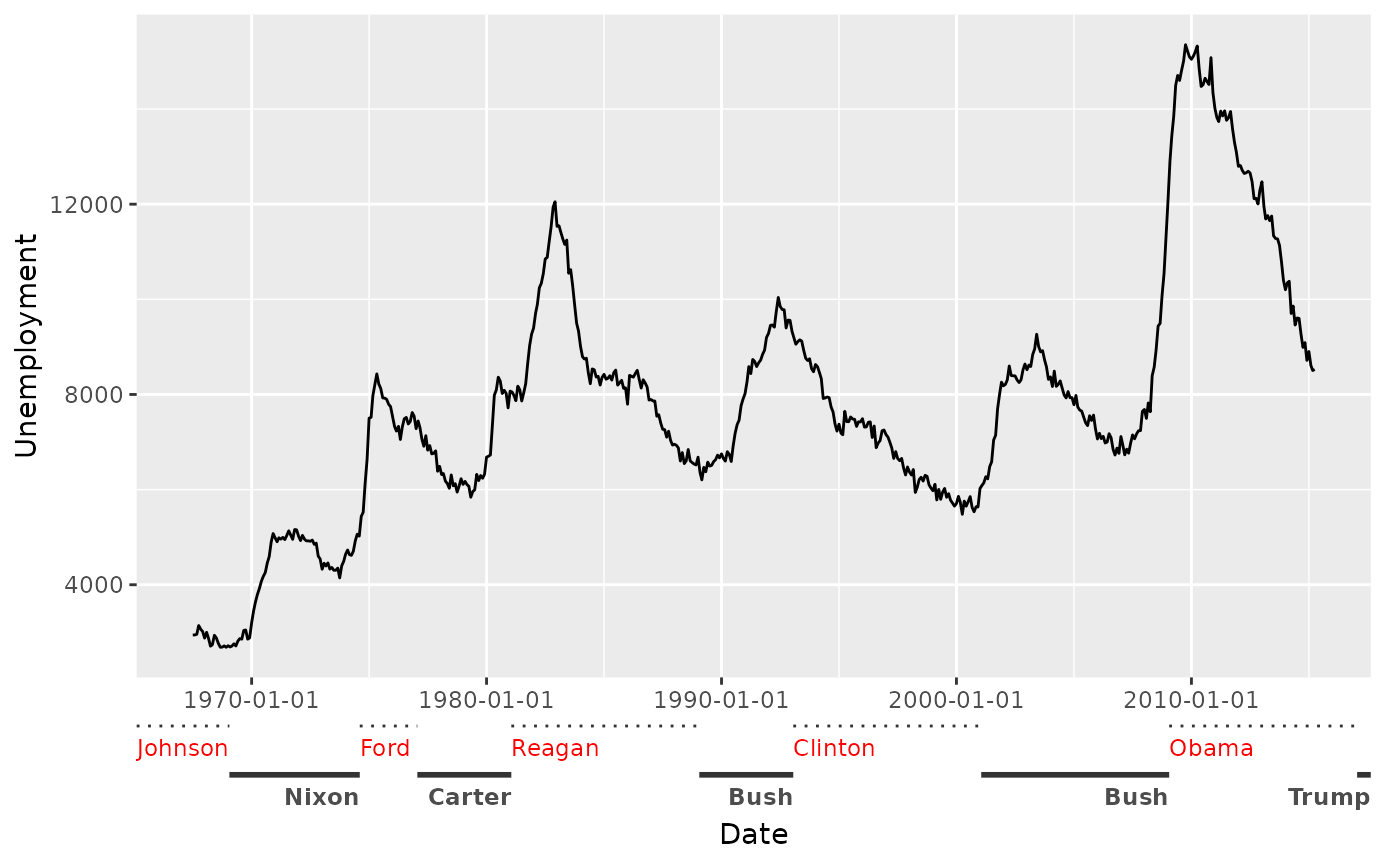 Unemployment
12000
8000
4000
1970-01-01 1980-01-01 1990-01-01 2000-01-01 2010-01-01
Johnson Ford Reagan Clinton Obama
Nixon Carter Bush Bush Trump
Date